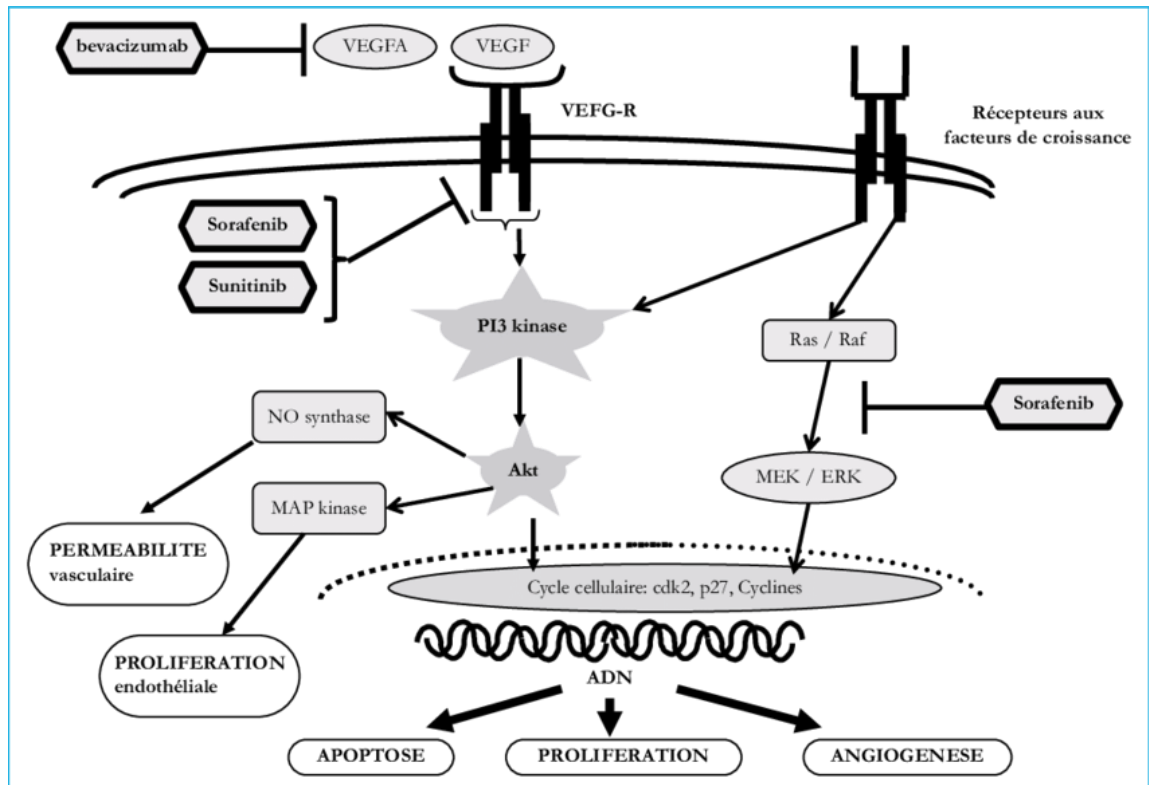 bevacizumab
VEGFA
VEGF
VEFG-R
Récepteurs aux
facteurs de croissance
Sorafenib
Sunitinib
PI3 kinase
Ras / Raf
NO synthase
Sorafenib
Akt
MEK / ERK
MAP kinase
PERMEABILITE
vasculaire
Cycle cellulaire: cdk2, p27, Cyclines
PROLIFERATION
endothéliale
ADN
APOPTOSE
PROLIFERATION
ANGIOGENESE